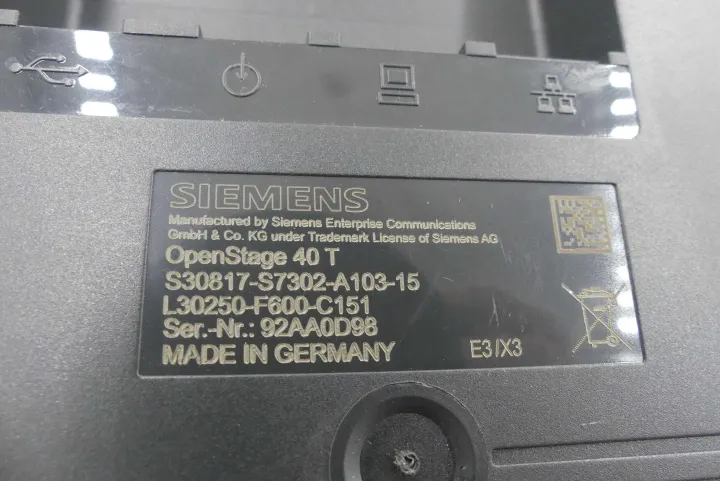 SIEMENS
Manufactured by Siemens Enterprise Communications
GmbH & Co. KG under Trademark License of Siemens AG
OpenStage 40 T
S30817-S7302-A103-15
L30250-F600-C151
Ser.-Nr.: 92AA0D98
MADE IN GERMANY E3/X3